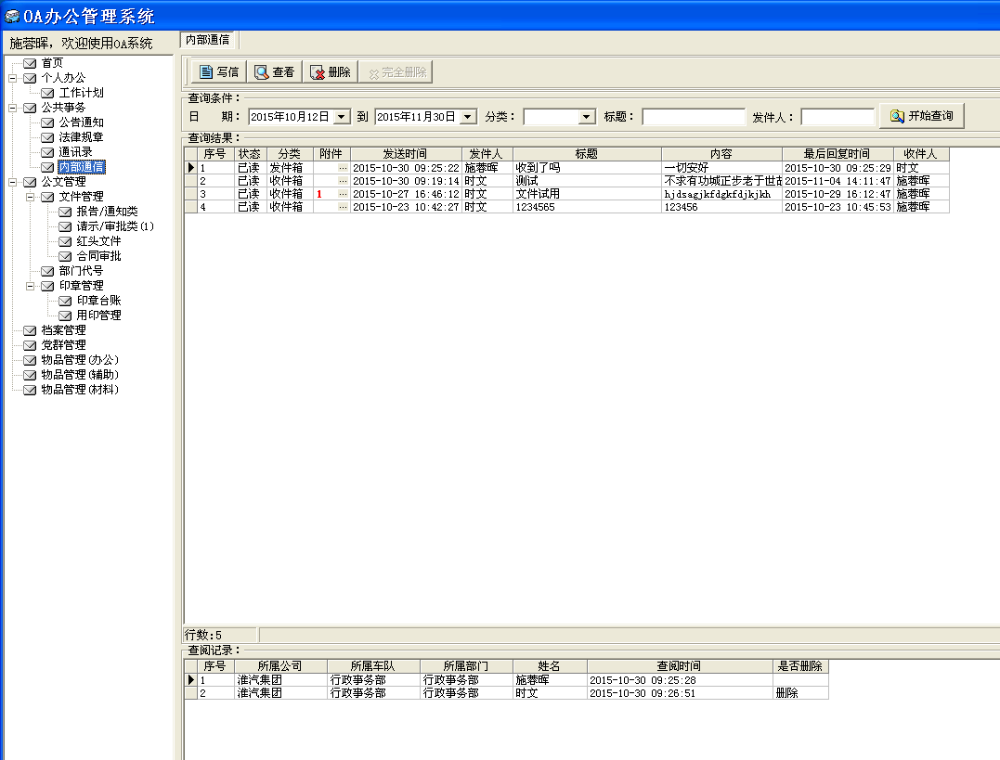 OA办公管理系统
施蓉晖，欢迎使用OA系统
首页
个人办公
工作计划
公共事务
公告通知
法律规章
通讯录
内部通信
公文管理
文件管理
报告/通知类
请示/审批类(1)
红头文件
合同审批
部门代号
印章管理
印章台账
用印管理
档案管理
党群管理
物品管理(办公)
物品管理(辅助)
物品管理(材料)
内部通信
写信 查看 删除 完全删除
查询条件：
日 期： 2015年10月12日 到 2015年11月30日 分类： 标题： 发件人： 开始查询
查询结果：
序号 状态 分类 附件 发送时间 发件人 标题 内容 最后回复时间 收件人
1 已读 发件箱 ... 2015-10-30 09:25:22 施蓉晖 收到了吗 一切安好 2015-10-30 09:25:29 时文
2 已读 收件箱 ... 2015-10-30 09:19:14 时文 测试 不求有功城正步老于世故 2015-11-04 14:11:47 施蓉晖
3 已读 收件箱 1 ... 2015-10-27 16:46:12 时文 文件试用 hjdsagjkfdgkfdjkjkh 2015-10-29 16:12:47 施蓉晖
4 已读 收件箱 ... 2015-10-23 10:42:27 时文 1234565 123456 2015-10-23 10:45:53 施蓉晖
行数:5
查阅记录：
序号 所属公司 所属车队 所属部门 姓名 查阅时间 是否删除
1 淮汽集团 行政事务部 行政事务部 施蓉晖 2015-10-30 09:25:28
2 淮汽集团 行政事务部 行政事务部 时文 2015-10-30 09:26:51 删除